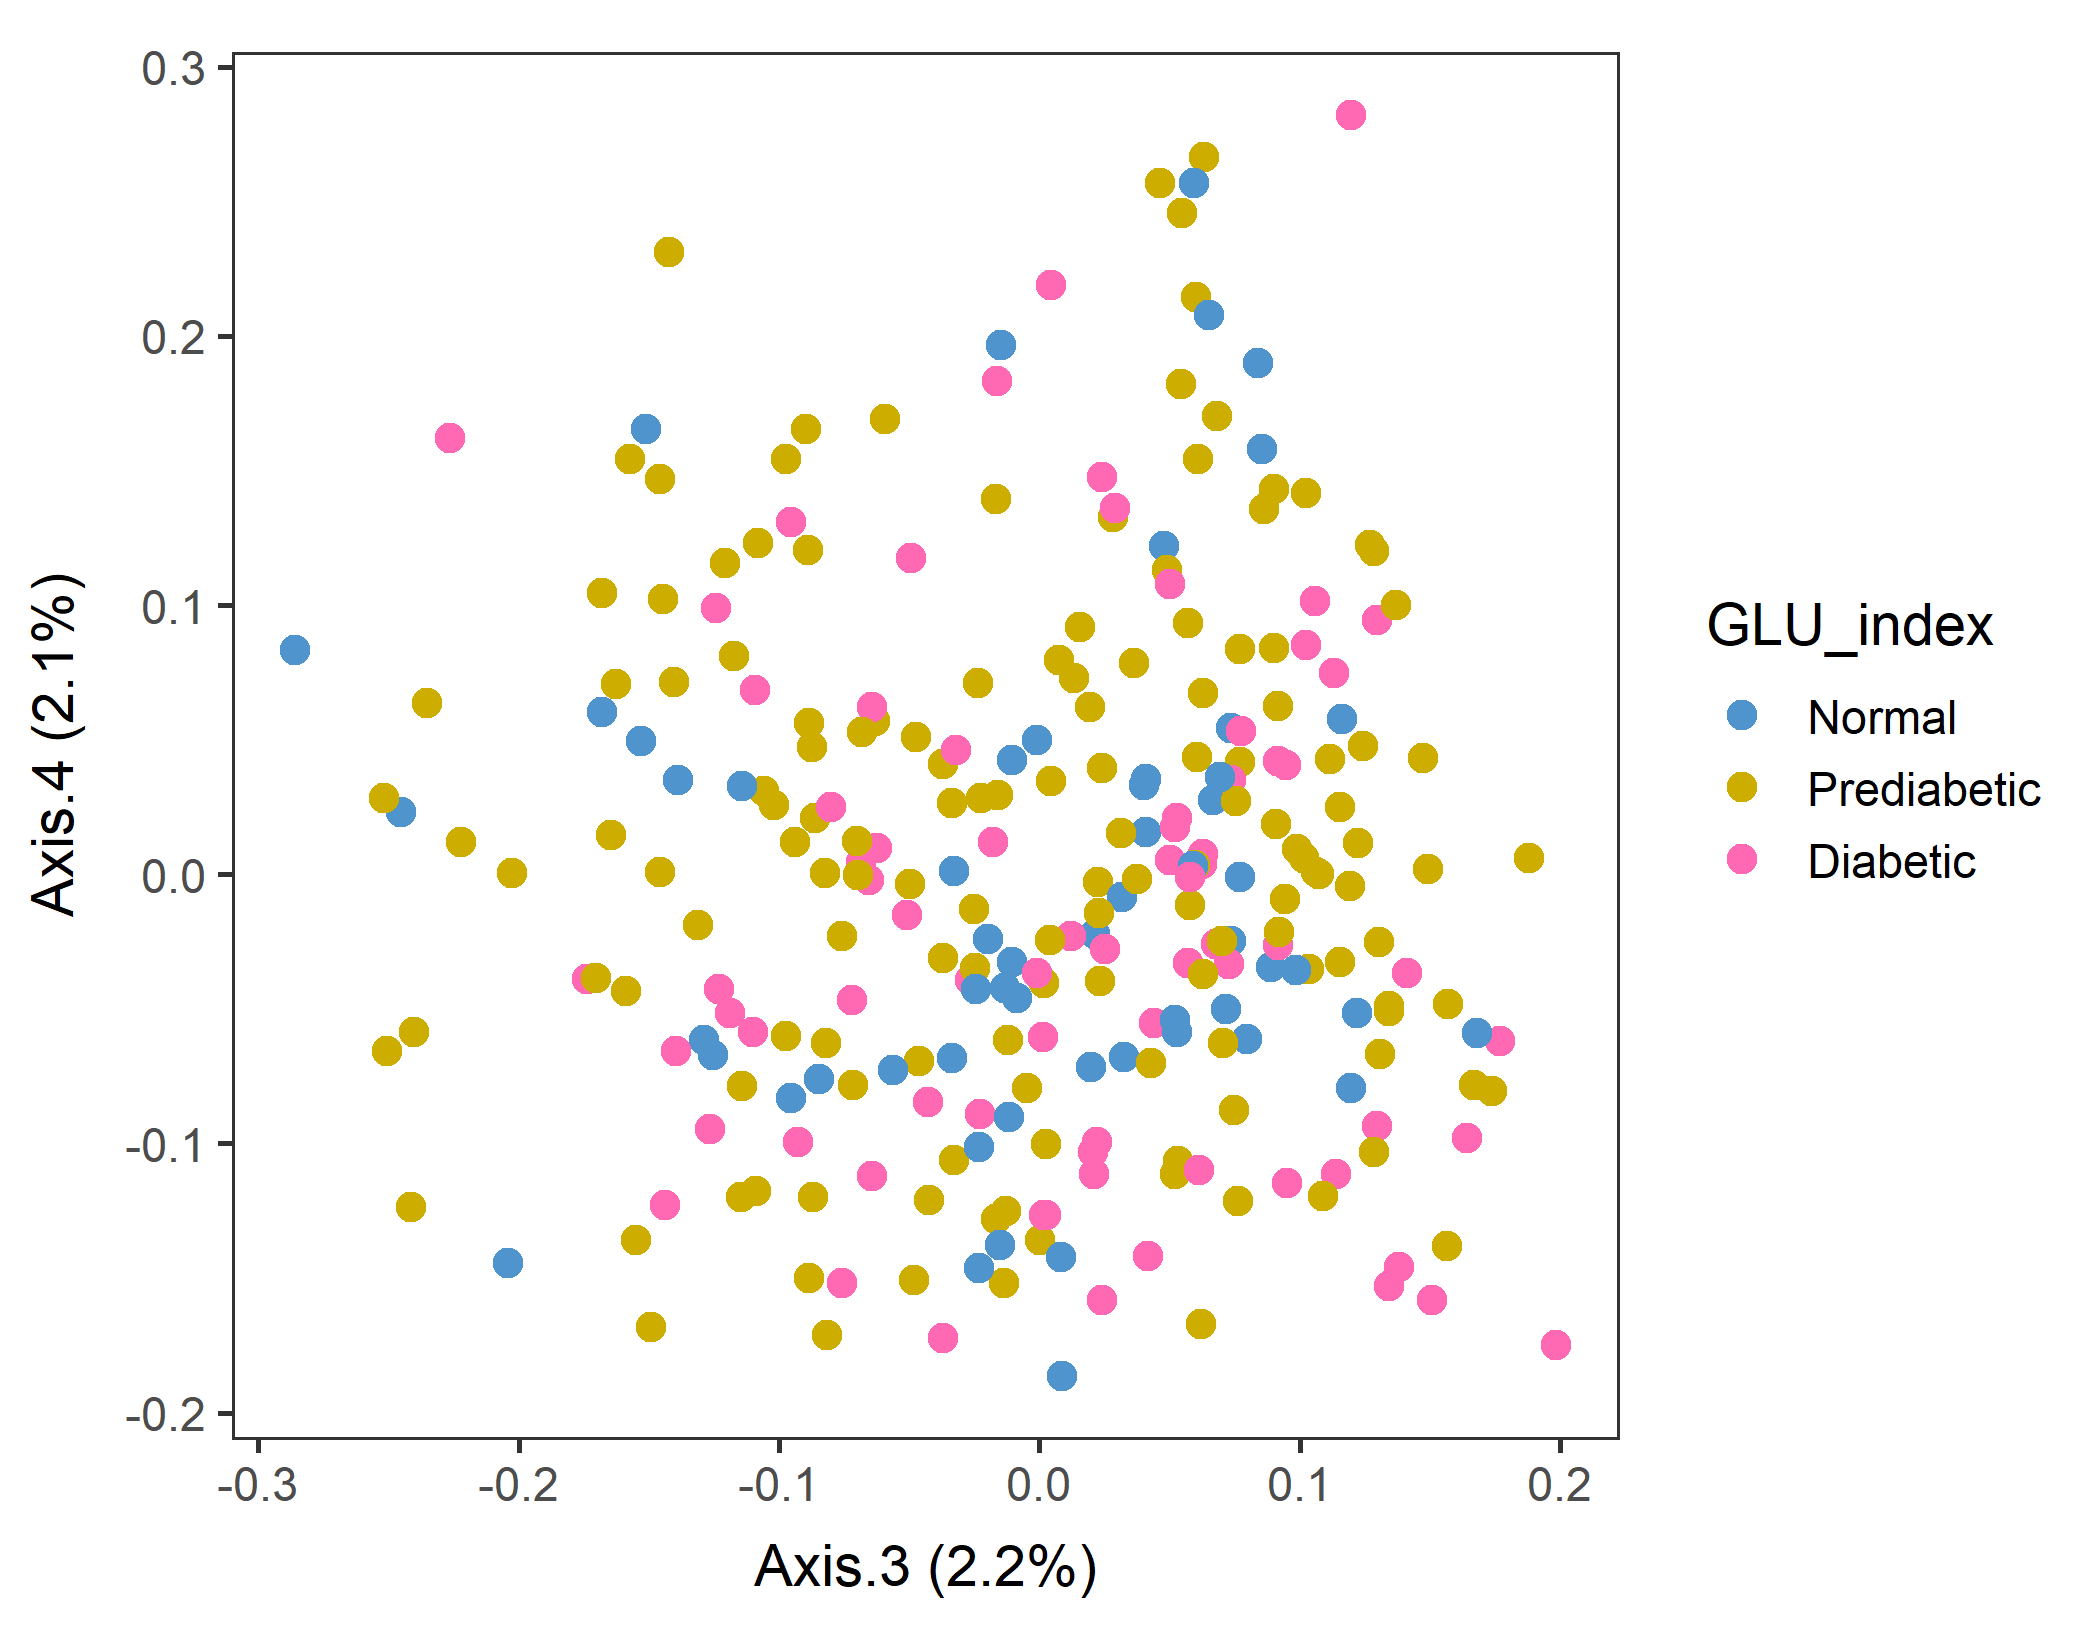 0.3
0.2
0.1
0.0
-0.1
-0.2
Axis.4 (2.1%)
-0.3 -0.2 -0.1 0.0 0.1 0.2
Axis.3 (2.2%)
GLU_index
Normal
Prediabetic
Diabetic